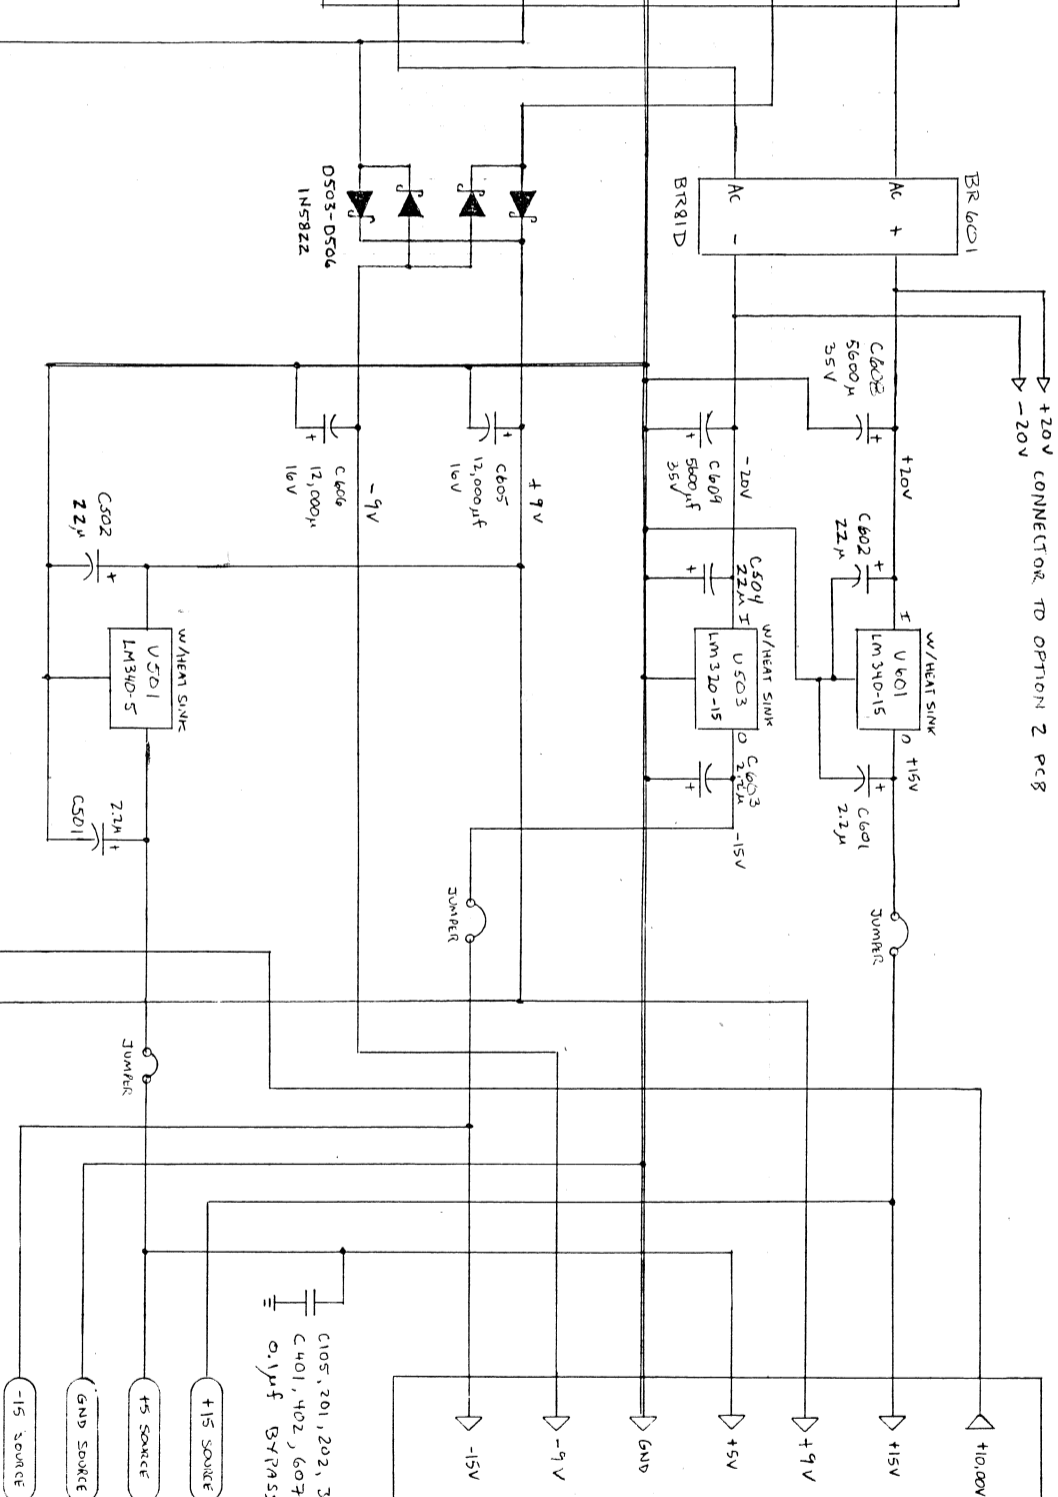 +20V CONNECTOR TO OPTION 2 PCB
-20V
BR601
AC +
AC -
BTR81D
C608
5600µ
35V
+20V
C602
22µ
I
W/HEAT SINK
U601
LM340-15
O
+15V
C601
2.2µ
JUMPER
-20V
C604
5600µf
35V
C504
22µ
I
W/HEAT SINK
U503
LM320-15
O
C603
2.2µ
-15V
JUMPER
D503-D506
1N5822
+9V
C605
12,000µf
16V
-9V
C606
12,000µ
16V
C502
22µ
W/HEAT SINK
U501
LM340-5
2.2µ
C501
JUMPER
C105, 201, 202, 3
C401, 402, 607
0.1µf BYPASS
+10.00V
+15V
+9V
+5V
GND
-9V
-15V
+15 SOURCE
+5 SOURCE
GND SOURCE
-15 SOURCE